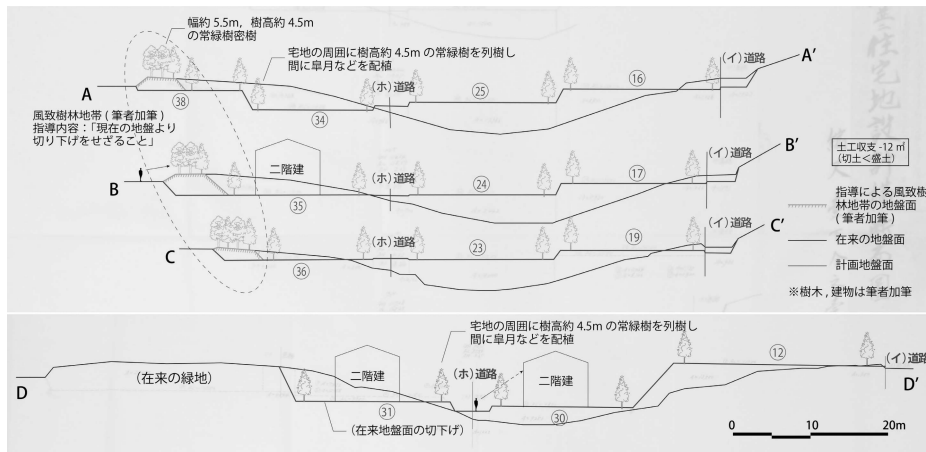 幅約 5.5m，樹高約 4.5m
の常緑樹密樹
宅地の周囲に樹高約 4.5m の常緑樹を列樹し
間に皐月などを配植
(イ)道路
A'
A
(ホ)道路
㊳
㉞
㉕
⑯
風致樹林地帯 ( 筆者加筆 )
指導内容：「現在の地盤より
切り下げをせざること」
土工収支 -12 ㎡
(切土＜盛土)
(イ)道路
B'
二階建
(ホ)道路
B
㉟
㉔
⑰
指導による風致樹
林地帯の地盤面
( 筆者加筆 )
(イ)道路
C'
(ホ)道路
C
㊱
㉓
⑲
在来の地盤面
計画地盤面
※樹木 , 建物は筆者加筆
宅地の周囲に樹高約 4.5m の常緑樹を列樹し
間に皐月などを配植
D
(在来の緑地)
二階建
(ホ)道路
二階建
⑫
(イ)道路
D'
㉛
㉚
(在来地盤面の切下げ)
0
10
20m